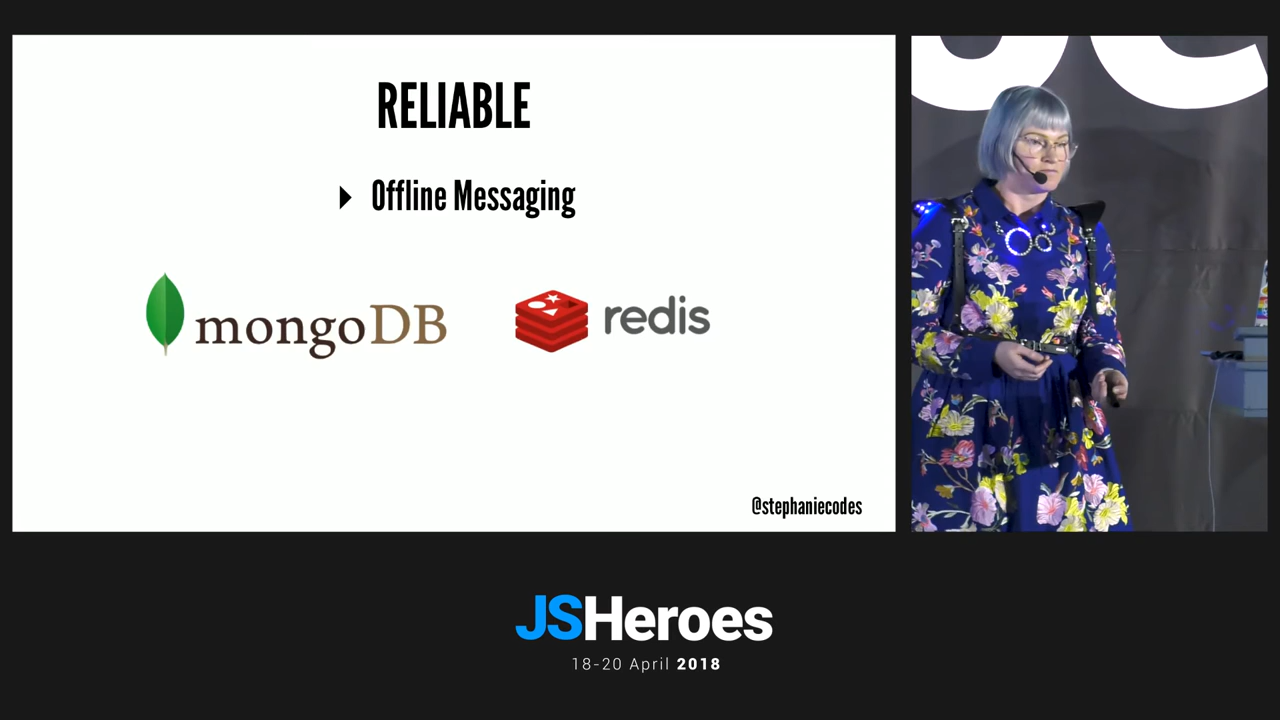 RELIABLE
▶ Offline Messaging
mongoDB
redis
@stephaniecodes
JSHeroes
18-20 April 2018